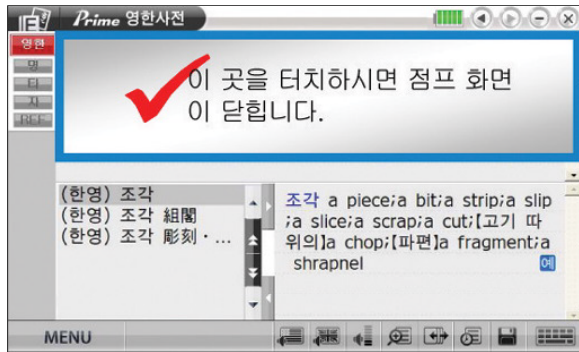 Prime 영한사전
영한
명
타
자
REF
이 곳을 터치하시면 점프 화면
이 닫힙니다.
(한영) 조각
(한영) 조각 組閣
(한영) 조각 彫刻 · ...
조각 a piece;a bit;a strip;a slip
;a slice;a scrap;a cut;【고기 따
위의】a chop;【파편】a fragment;a
shrapnel
예
MENU